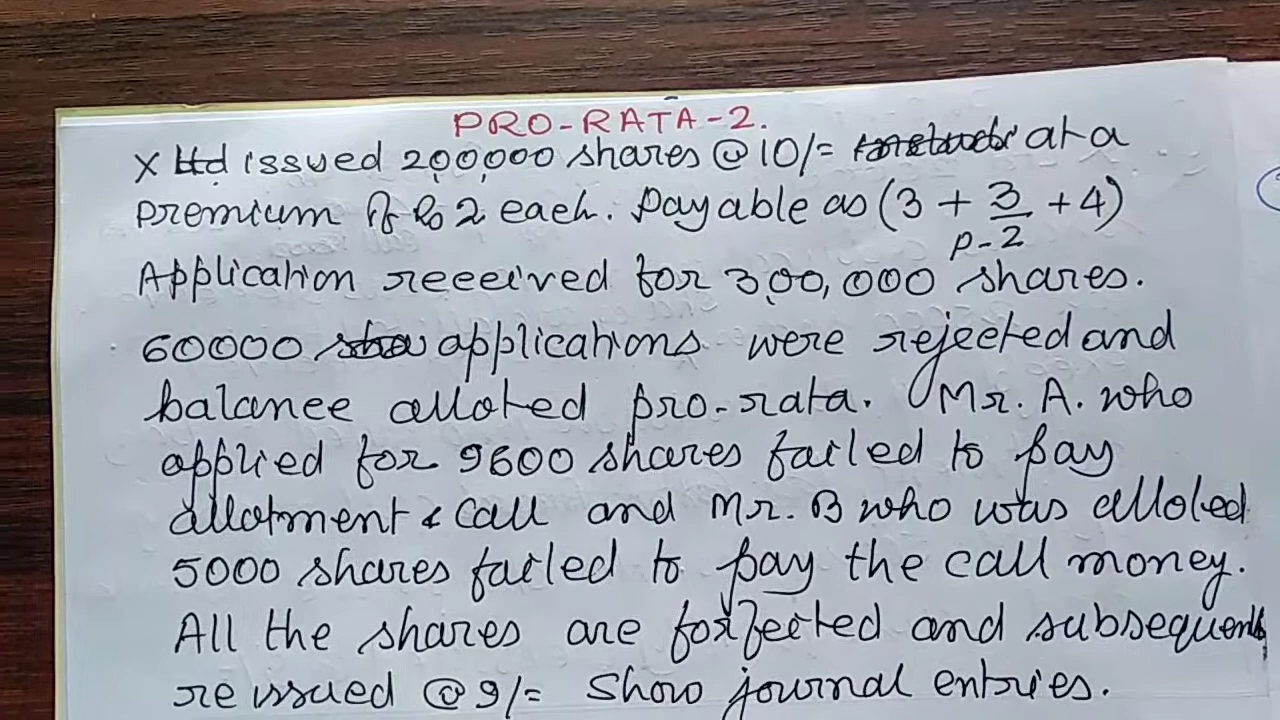 PRO-RATA-2.
X Ltd issued 200,000 shares @ 10/= at a
premium of Rs 2 each. Payable as (3 + 3 + 4)
P-2
Application received for 300,000 shares.
60000 applications were rejected and
balance alloted pro-rata. Mr. A. who
applied for 9600 shares failed to pay
allotment & call and Mr. B who was alloted
5000 shares failed to pay the call money.
All the shares are forfeited and subsequently
reissued @ 9/= Show journal entries.